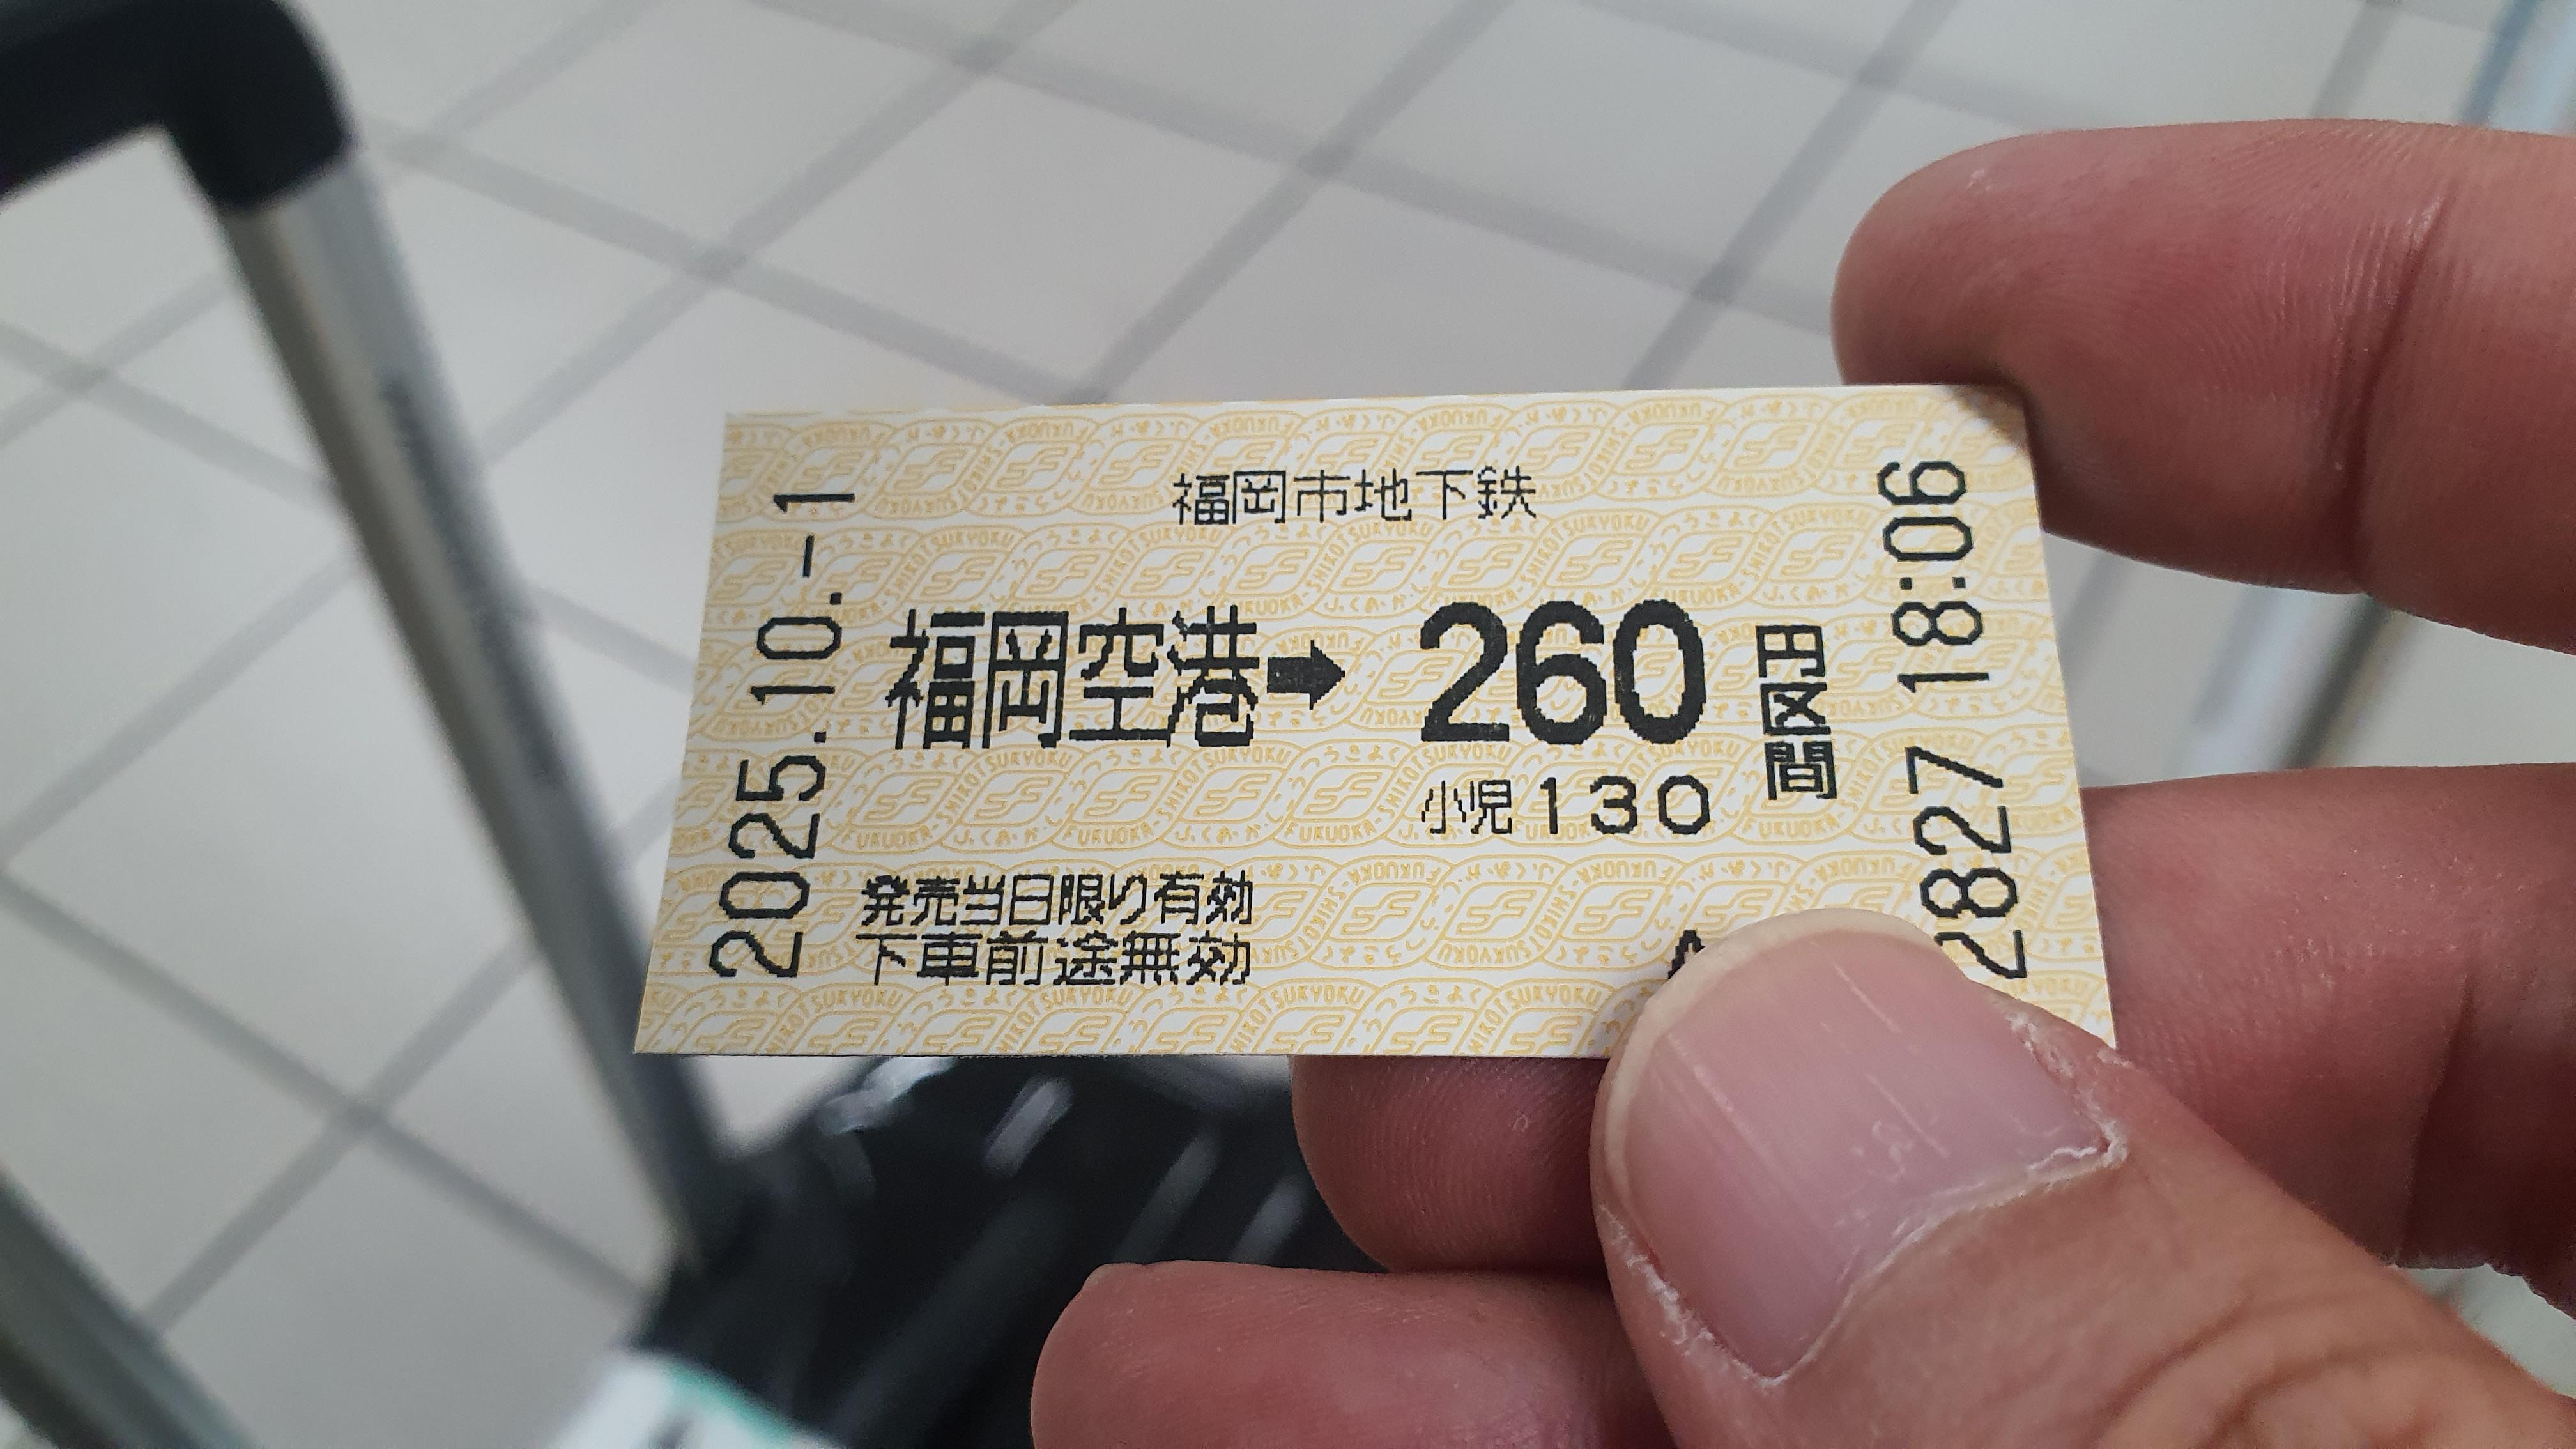 福岡市地下鉄
2025.10.-1
福岡空港➡260円区間
小児130
発売当日限り有効
下車前途無効
2827 18:06